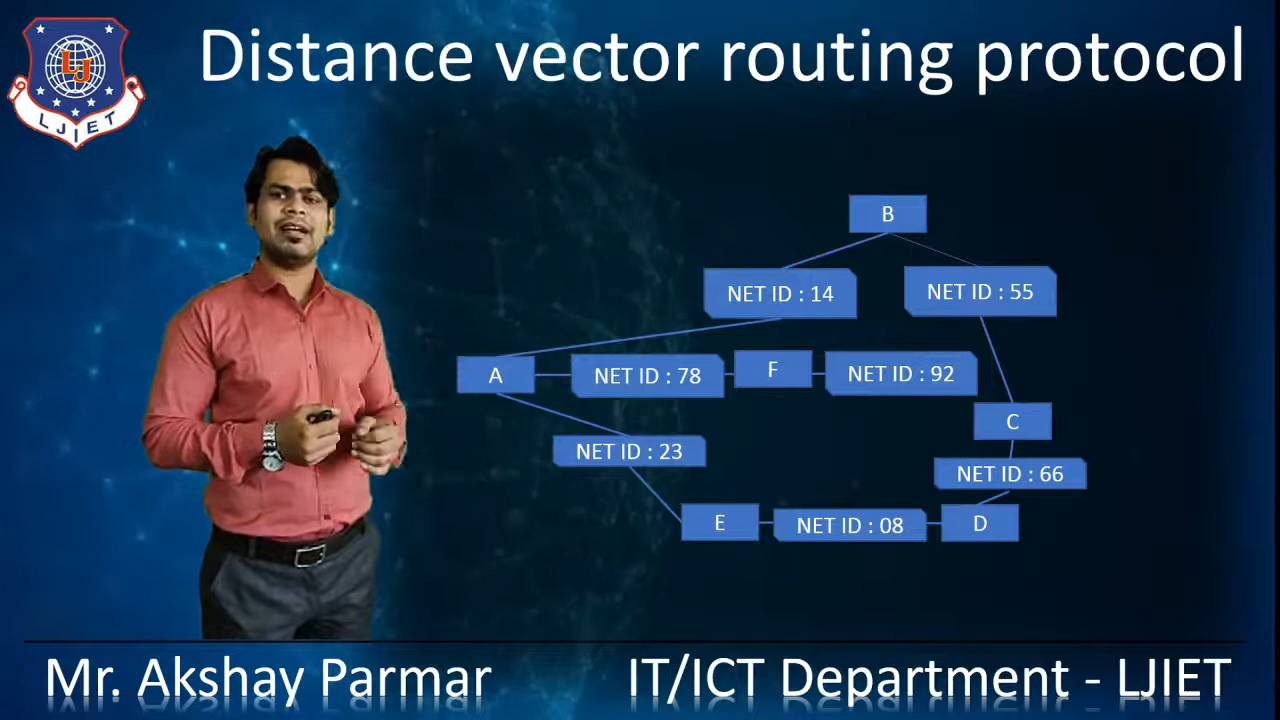 Distance vector routing protocol
LJ
LJIET
B
NET ID : 14
NET ID : 55
A
NET ID : 78
F
NET ID : 92
C
NET ID : 23
NET ID : 66
E
NET ID : 08
D
Mr. Akshay Parmar
IT/ICT Department - LJIET